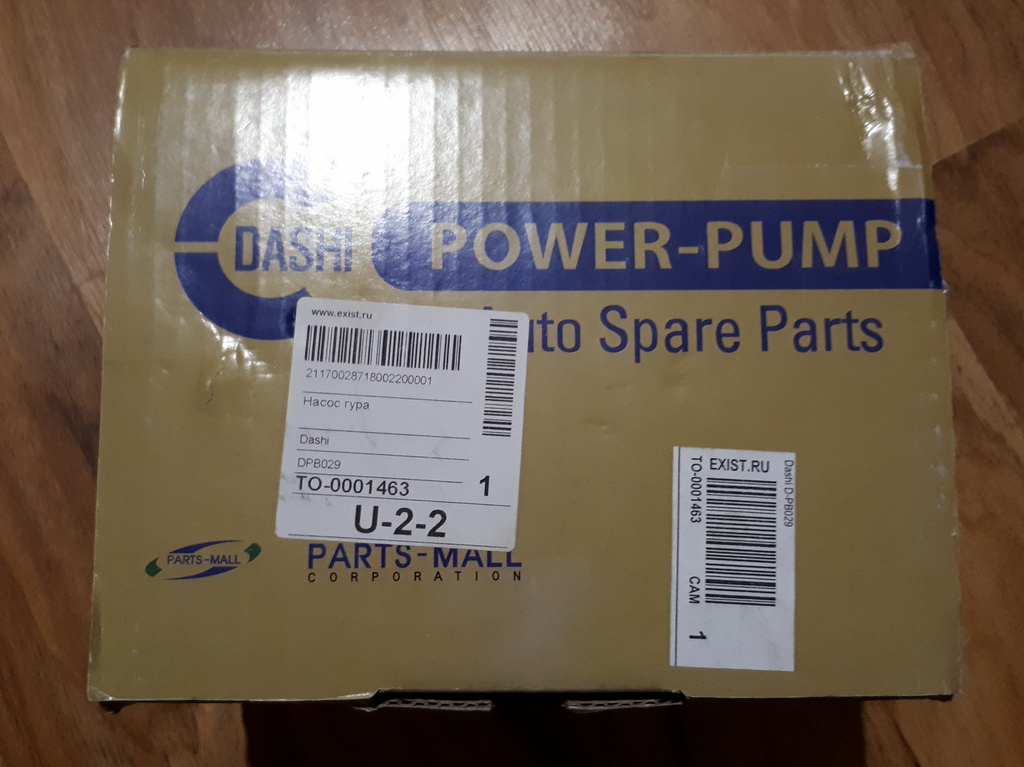 DASHI
POWER-PUMP
uto Spare Parts
www.exist.ru
21170028718002200001
Насос гура
Dashi
DPB029
TO-0001463 1
U-2-2
PARTS-MALL
PARTS-MALL
CORPORATION
Dashi D-PB029
EXIST.RU
TO-0001463 CAM 1